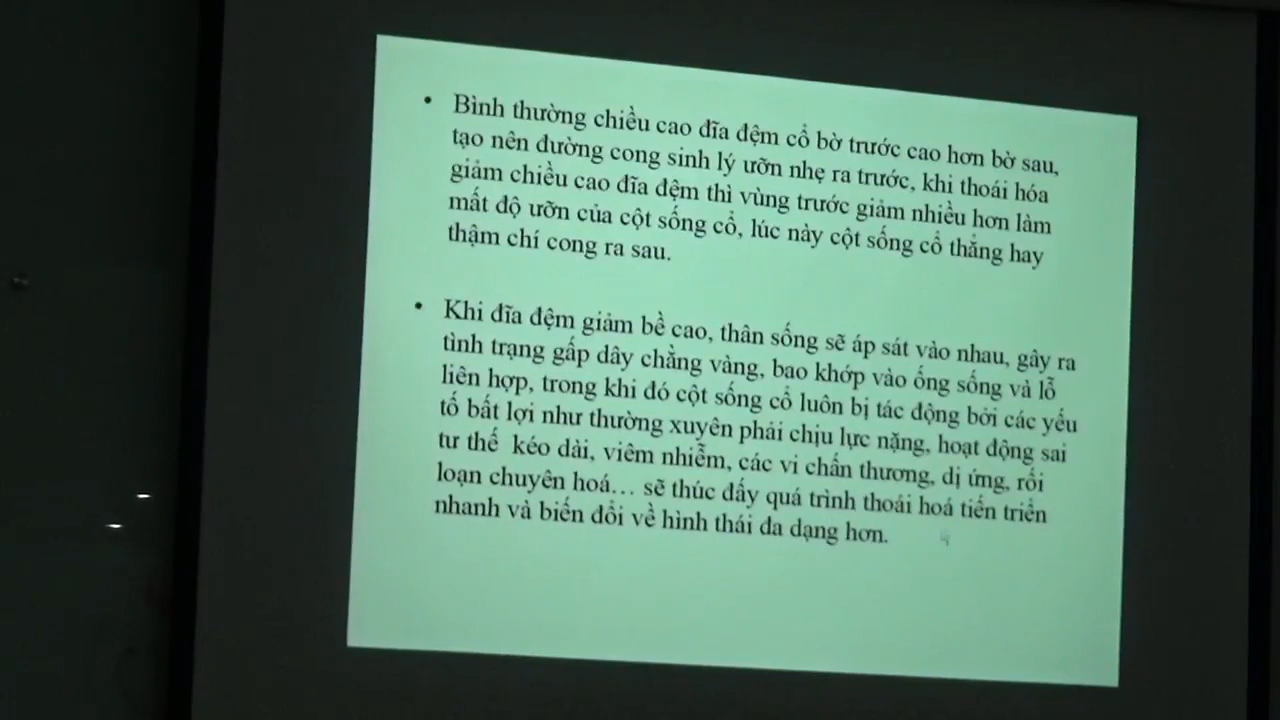 • Bình thường chiều cao đĩa đệm cổ bờ trước cao hơn bờ sau,
tạo nên đường cong sinh lý ưỡn nhẹ ra trước, khi thoái hóa
giảm chiều cao đĩa đệm thì vùng trước giảm nhiều hơn làm
mất độ ưỡn của cột sống cổ, lúc này cột sống cổ thẳng hay
thậm chí cong ra sau.
• Khi đĩa đệm giảm bề cao, thân sống sẽ áp sát vào nhau, gây ra
tình trạng gấp dây chằng vàng, bao khớp vào ống sống và lỗ
liên hợp, trong khi đó cột sống cổ luôn bị tác động bởi các yếu
tố bất lợi như thường xuyên phải chịu lực nặng, hoạt động sai
tư thế kéo dài, viêm nhiễm, các vi chấn thương, dị ứng, rối
loạn chuyên hoá… sẽ thúc đẩy quá trình thoái hoá tiến triển
nhanh và biến đổi về hình thái đa dạng hơn.